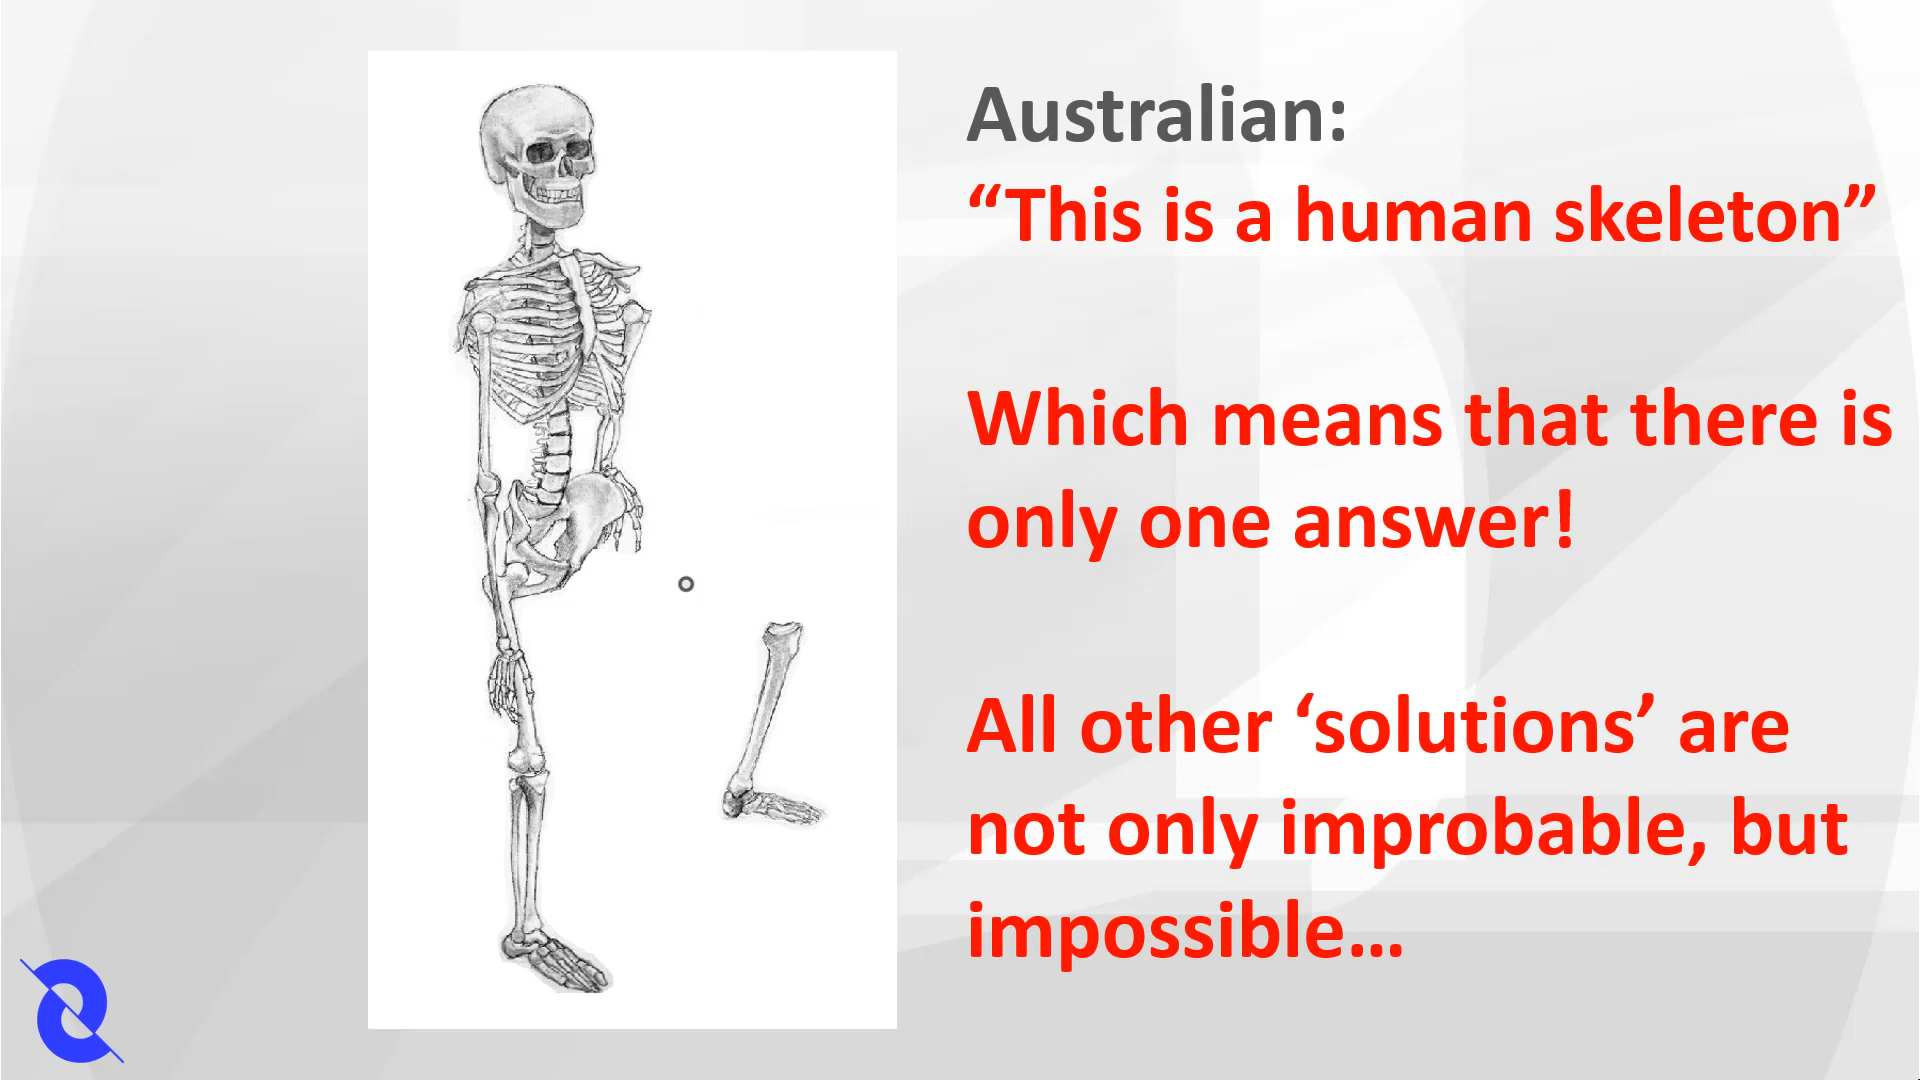 Australian:
“This is a human skeleton”
Which means that there is
only one answer!
All other ‘solutions’ are
not only improbable, but
impossible...